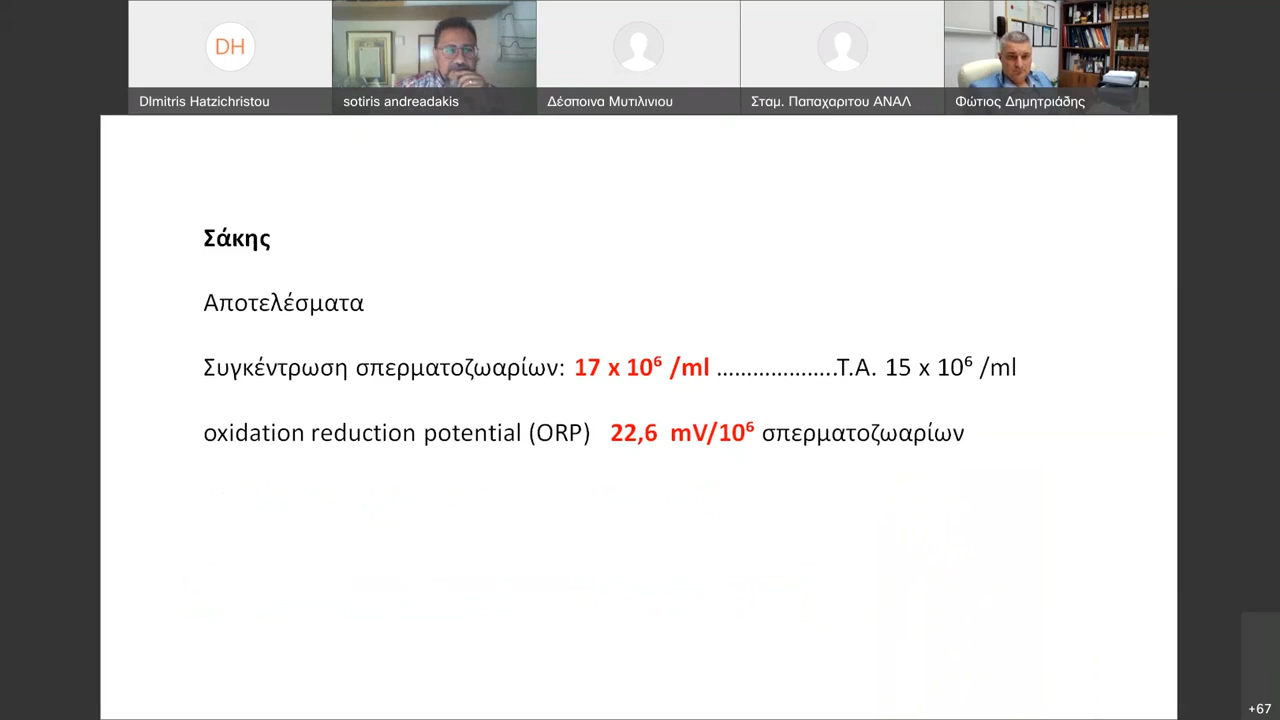 DH
DImitris Hatzichristou
sotiris andreadakis
Δέσποινα Μυτιλινιου
Σταμ. Παπαχαριτου ΑΝΑΛ
Φώτιος Δημητριάδης
Σάκης
Αποτελέσματα
Συγκέντρωση σπερματοζωαρίων: 17 x 10⁶ /ml ………………..Τ.Α. 15 x 10⁶ /ml
oxidation reduction potential (ORP) 22,6 mV/10⁶ σπερματοζωαρίων
+67